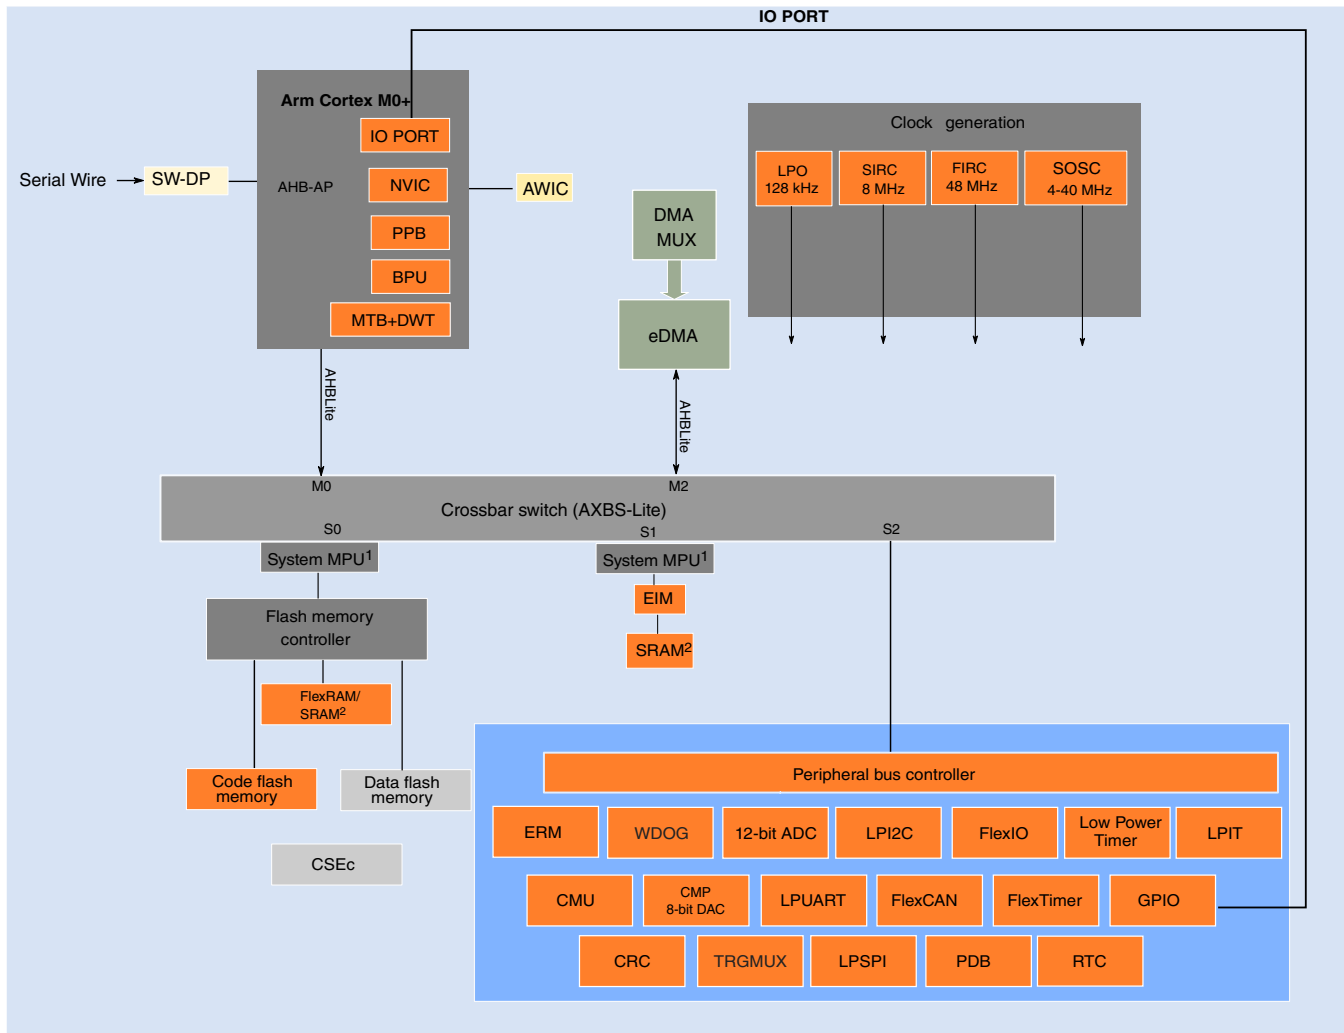 IO PORT
Arm Cortex M0+
IO PORT
Serial Wire
SW-DP
AHB-AP
NVIC
AWIC
PPB
BPU
MTB+DWT
DMA
MUX
eDMA
Clock generation
LPO
128 kHz
SIRC
8 MHz
FIRC
48 MHz
SOSC
4-40 MHz
AHBLite
AHBLite
M0
M2
Crossbar switch (AXBS-Lite)
S0
S1
S2
System MPU1
System MPU1
Flash memory
controller
EIM
SRAM2
FlexRAM/
SRAM2
Code flash
memory
Data flash
memory
CSEc
Peripheral bus controller
ERM
WDOG
12-bit ADC
LPI2C
FlexIO
Low Power
Timer
LPIT
CMU
CMP
8-bit DAC
LPUART
FlexCAN
FlexTimer
GPIO
CRC
TRGMUX
LPSPI
PDB
RTC